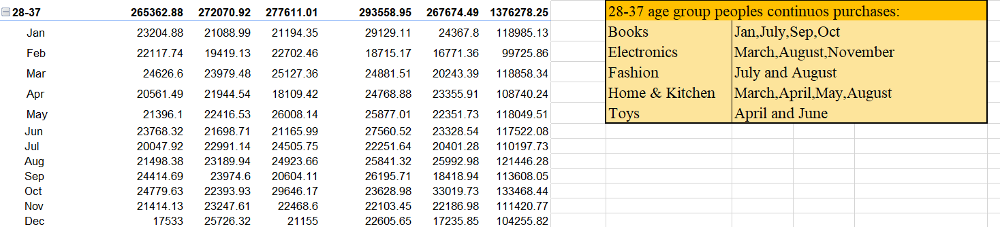 28-37 265362.88 272070.92 277611.01 293558.95 267674.49 1376278.25
Jan 23204.88 21088.99 21194.35 29129.11 24367.8 118985.13
Feb 22117.74 19419.13 22702.46 18715.17 16771.36 99725.86
Mar 24626.6 23979.48 25127.36 24881.51 20243.39 118858.34
Apr 20561.49 21944.54 18109.42 24768.88 23355.91 108740.24
May 21396.1 22416.53 26008.14 25877.01 22351.73 118049.51
Jun 23768.32 21698.71 21165.99 27560.52 23328.54 117522.08
Jul 20047.92 22991.14 24505.75 22251.64 20401.28 110197.73
Aug 21498.38 23189.94 24923.66 25841.32 25992.98 121446.28
Sep 24414.69 23974.6 20604.11 26195.71 18418.94 113608.05
Oct 24779.63 22393.93 29646.17 23628.98 33019.73 133468.44
Nov 21414.13 23247.61 22468.6 22103.45 22186.98 111420.77
Dec 17533 25726.32 21155 22605.65 17235.85 104255.82
28-37 age group peoples continuos purchases:
Books Jan,July,Sep,Oct
Electronics March,August,November
Fashion July and August
Home & Kitchen March,April,May,August
Toys April and June